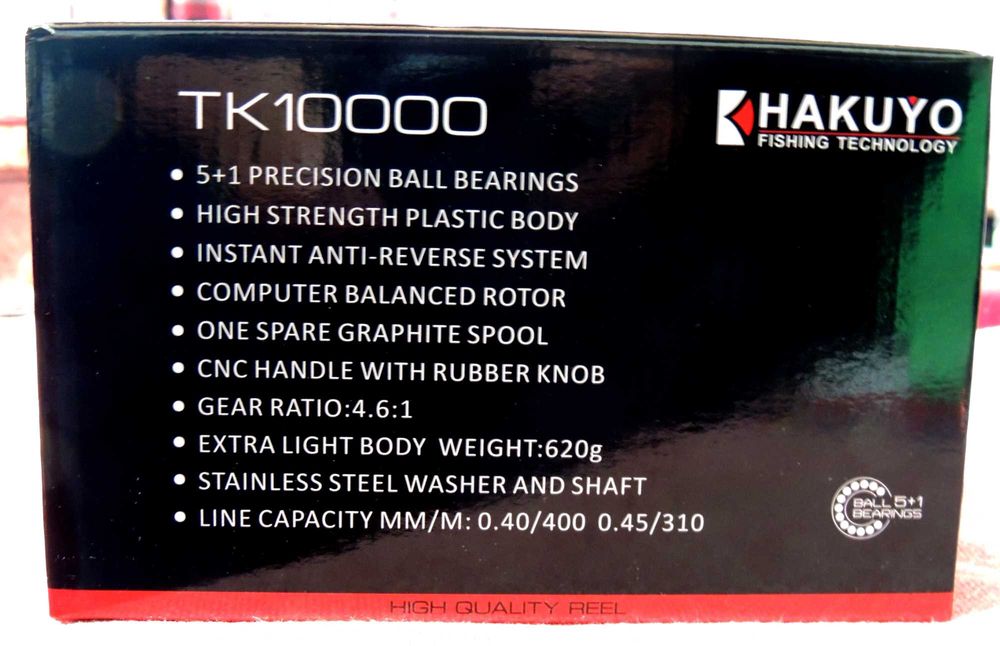 TK10000
HAKUYO
FISHING TECHNOLOGY
• 5+1 PRECISION BALL BEARINGS
• HIGH STRENGTH PLASTIC BODY
• INSTANT ANTI-REVERSE SYSTEM
• COMPUTER BALANCED ROTOR
• ONE SPARE GRAPHITE SPOOL
• CNC HANDLE WITH RUBBER KNOB
• GEAR RATIO:4.6:1
• EXTRA LIGHT BODY WEIGHT:620g
• STAINLESS STEEL WASHER AND SHAFT
• LINE CAPACITY MM/M: 0.40/400 0.45/310
BALL 5+1
BEARINGS
HIGH QUALITY REEL